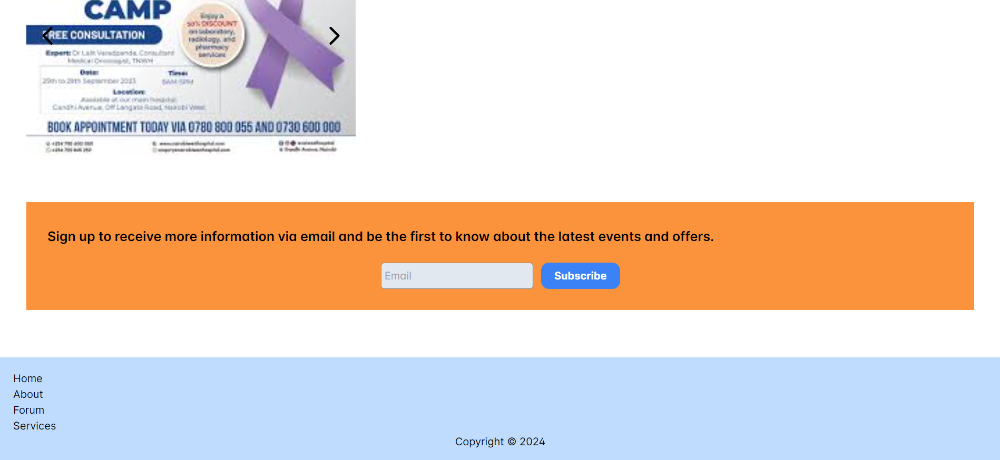 CAMP
FREE CONSULTATION
Enjoy a
50% DISCOUNT
on laboratory,
radiology, and
pharmacy
services
Expert: Dr Lalit Varadpande, Consultant
Medical Oncologist, TNWH
Date:
Time:
25th to 29th September 2023
8AM-5PM
Location:
Available at our main hospital
Gandhi Avenue, Off Langata Road, Nairobi West
BOOK APPOINTMENT TODAY VIA 0780 800 055 AND 0730 600 000
Gandhi Avenue, Nairobi
Sign up to receive more information via email and be the first to know about the latest events and offers.
Email
Subscribe
Home
About
Forum
Services
Copyright © 2024